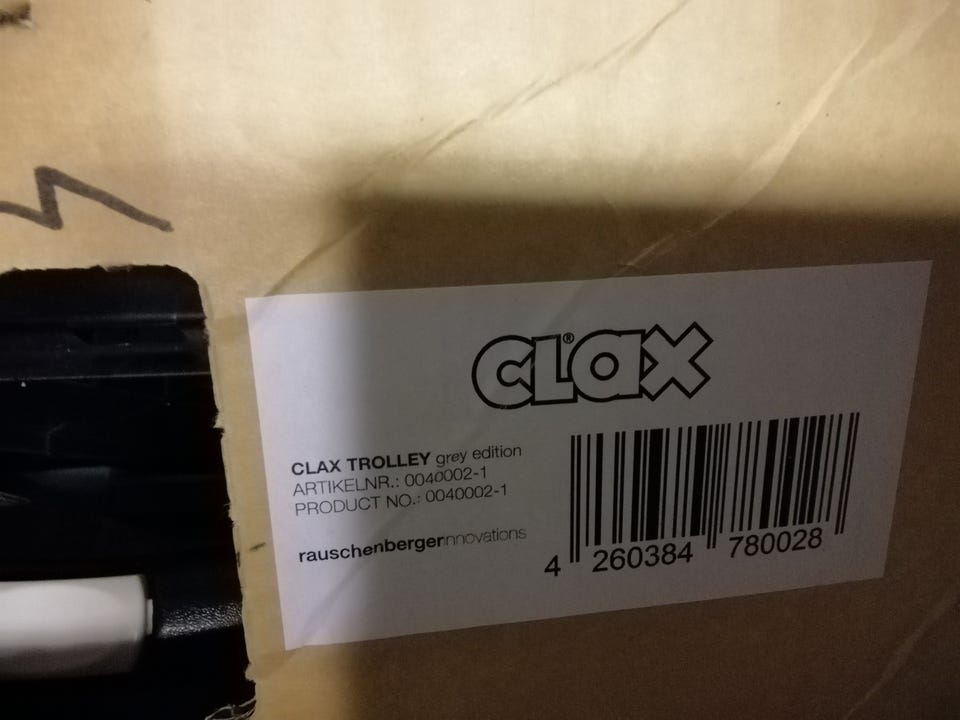 CLAX®
CLAX TROLLEY grey edition
ARTIKELNR.: 0040002-1
PRODUCT NO.: 0040002-1
rauschenbergerinnovations
4 260384 780028